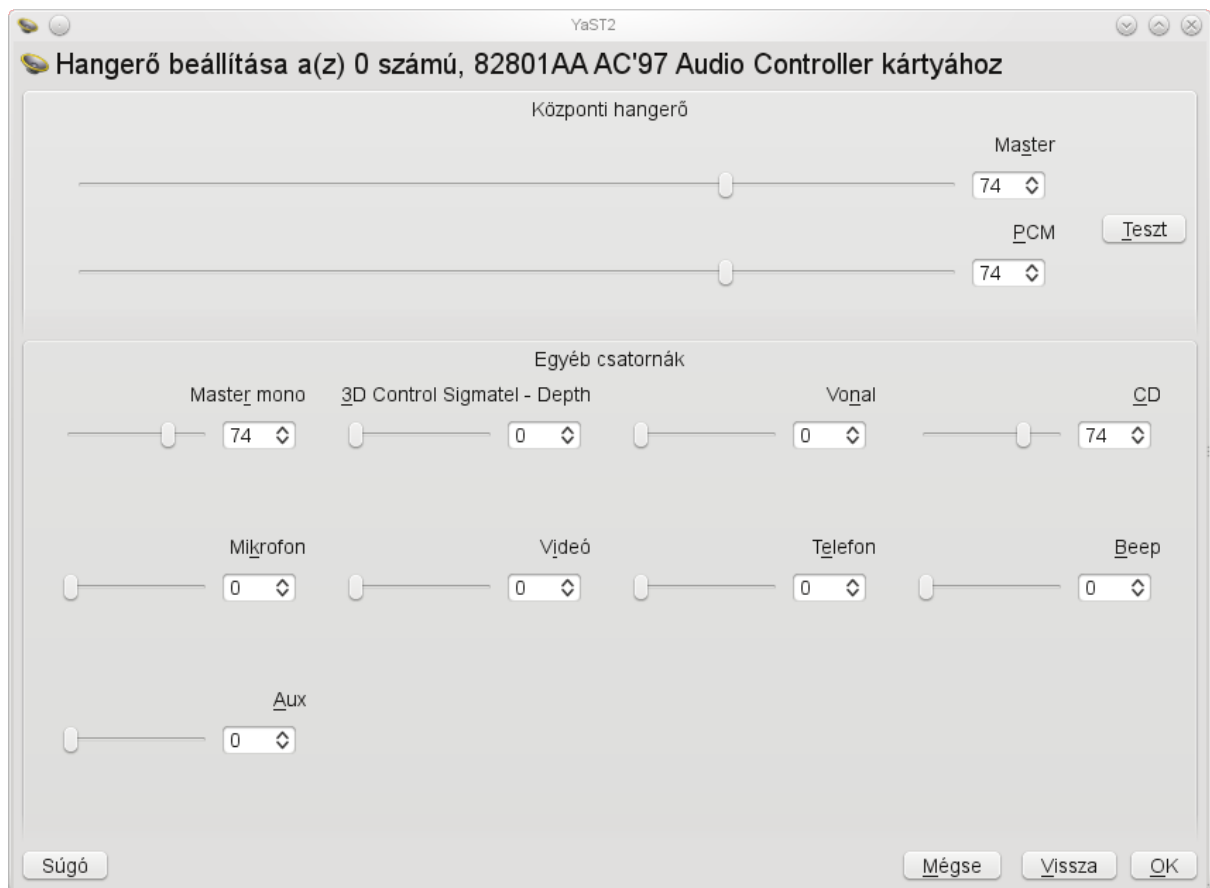 YaST2
Hangerő beállítása a(z) 0 számú, 82801AA AC'97 Audio Controller kártyához
Központi hangerő
Master
74
PCM
Teszt
74
Egyéb csatornák
Master mono 3D Control Sigmatel - Depth Vonal CD
74 0 0 74
Mikrofon Videó Telefon Beep
0 0 0 0
Aux
0
Súgó Mégse Vissza OK